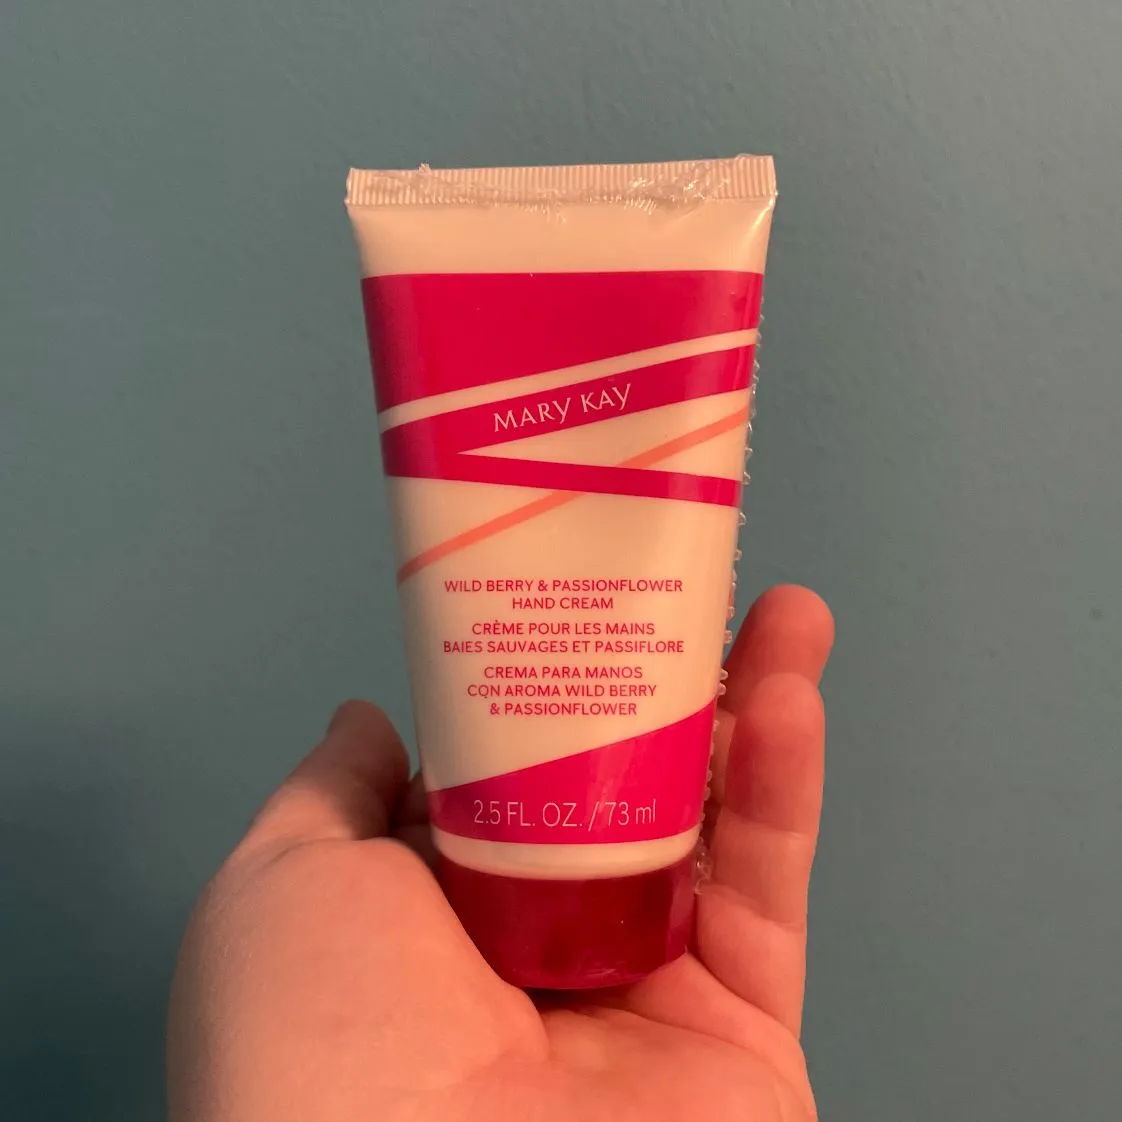 MARY KAY
WILD BERRY & PASSIONFLOWER
HAND CREAM
CRÈME POUR LES MAINS
BAIES SAUVAGES ET PASSIFLORE
CREMA PARA MANOS
CON AROMA WILD BERRY
& PASSIONFLOWER
2.5 FL. OZ. / 73 ml